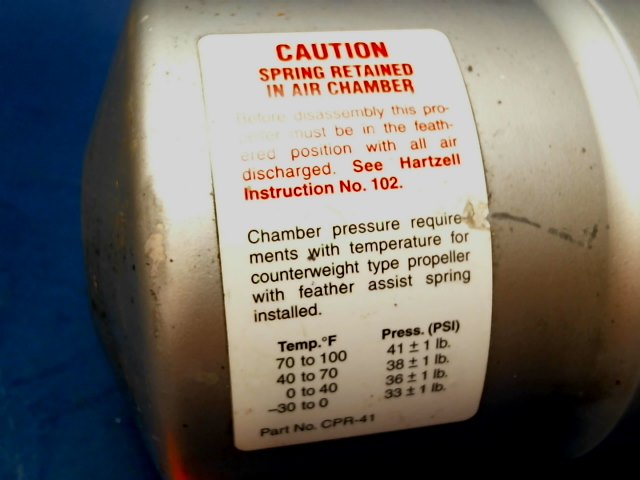 CAUTION
SPRING RETAINED
IN AIR CHAMBER
Before disassembly this pro-
peller must be in the feath-
ered position with all air
discharged. See Hartzell
Instruction No. 102.
Chamber pressure require-
ments with temperature for
counterweight type propeller
with feather assist spring
installed.
Temp.°F Press. (PSI)
70 to 100 41 ± 1 lb.
40 to 70 38 ± 1 lb.
0 to 40 36 ± 1 lb.
–30 to 0 33 ± 1 lb.
Part No. CPR-41